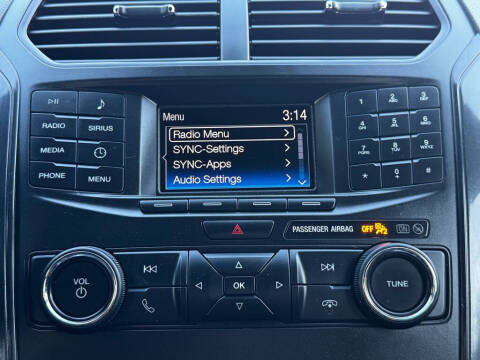 Menu 3:14
Radio Menu
SYNC-Settings
SYNC-Apps
Audio Settings
RADIO SIRIUS
MEDIA
PHONE MENU
1 2 ABC 3 DEF
4 GHI 5 JKL 6 MNO
7 PQRS 8 TUV 9 WXYZ
* 0 #
PASSENGER AIRBAG OFF ON
VOL
OK
TUNE